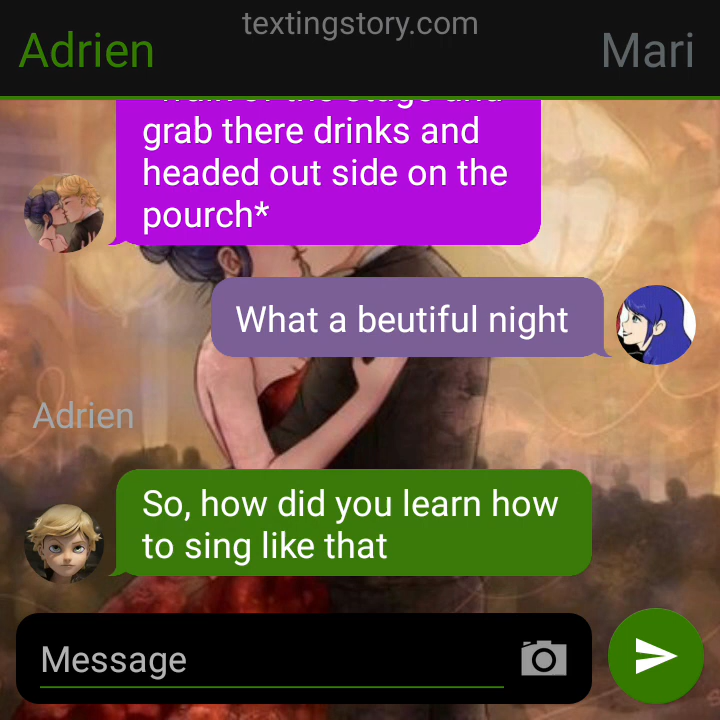 textingstory.com
Adrien
Mari
grab there drinks and
headed out side on the
pourch*
What a beutiful night
Adrien
So, how did you learn how
to sing like that
Message